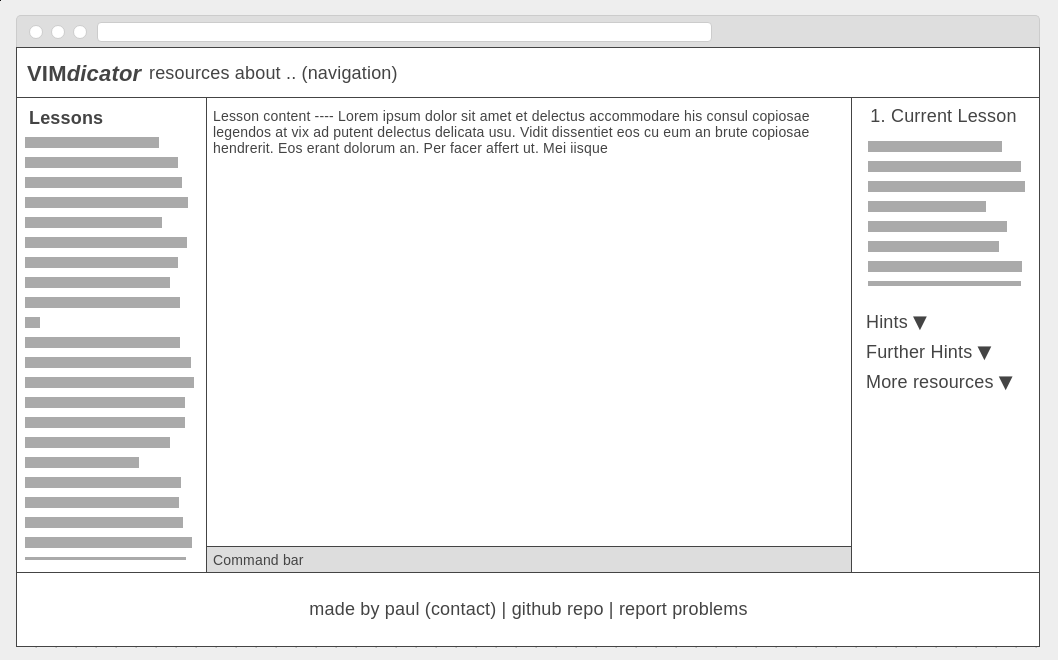 VIMdicator resources about .. (navigation)
Lessons
Lesson content ---- Lorem ipsum dolor sit amet et delectus accommodare his consul copiosae
legendos at vix ad putent delectus delicata usu. Vidit dissentiet eos cu eum an brute copiosae
hendrerit. Eos erant dolorum an. Per facer affert ut. Mei iisque
Command bar
1. Current Lesson
Hints ▼
Further Hints ▼
More resources ▼
made by paul (contact) | github repo | report problems